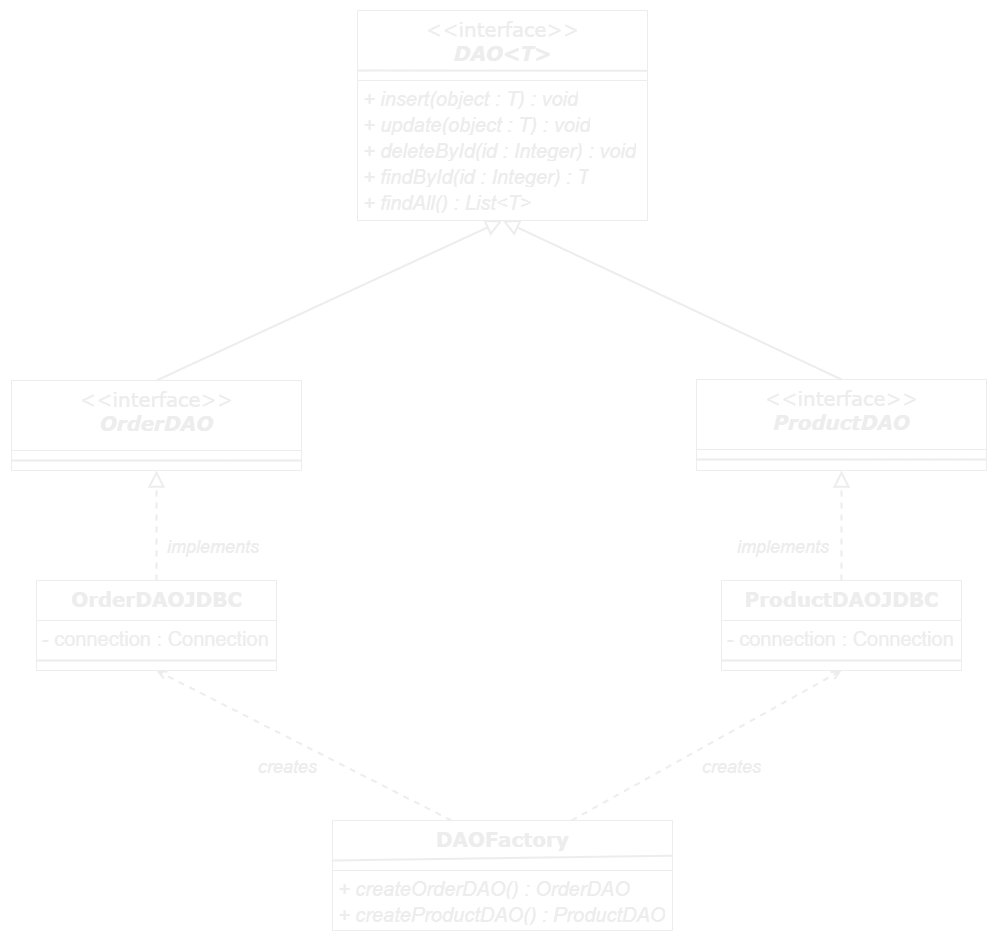 <<interface>>
DAO<T>
+ insert(object : T) : void
+ update(object : T) : void
+ deleteById(id : Integer) : void
+ findById(id : Integer) : T
+ findAll() : List<T>
<<interface>>
OrderDAO
<<interface>>
ProductDAO
implements
implements
OrderDAOJDBC
- connection : Connection
ProductDAOJDBC
- connection : Connection
creates
creates
DAOFactory
+ createOrderDAO() : OrderDAO
+ createProductDAO() : ProductDAO